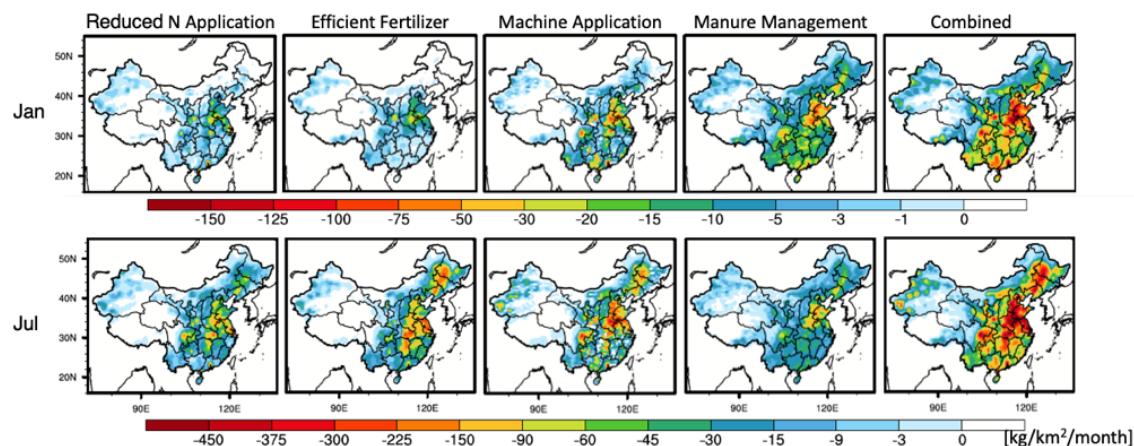 Reduced N Application Efficient Fertilizer Machine Application Manure Management Combined
50N
Jan 40N
30N
20N
-150 -125 -100 -75 -50 -30 -20 -15 -10 -5 -3 -1 0
50N
40N
Jul
30N
20N
90E 120E 90E 120E 90E 120E 90E 120E 90E 120E
-450 -375 -300 -225 -150 -90 -60 -45 -30 -15 -9 -3 0 [kg/km²/month]